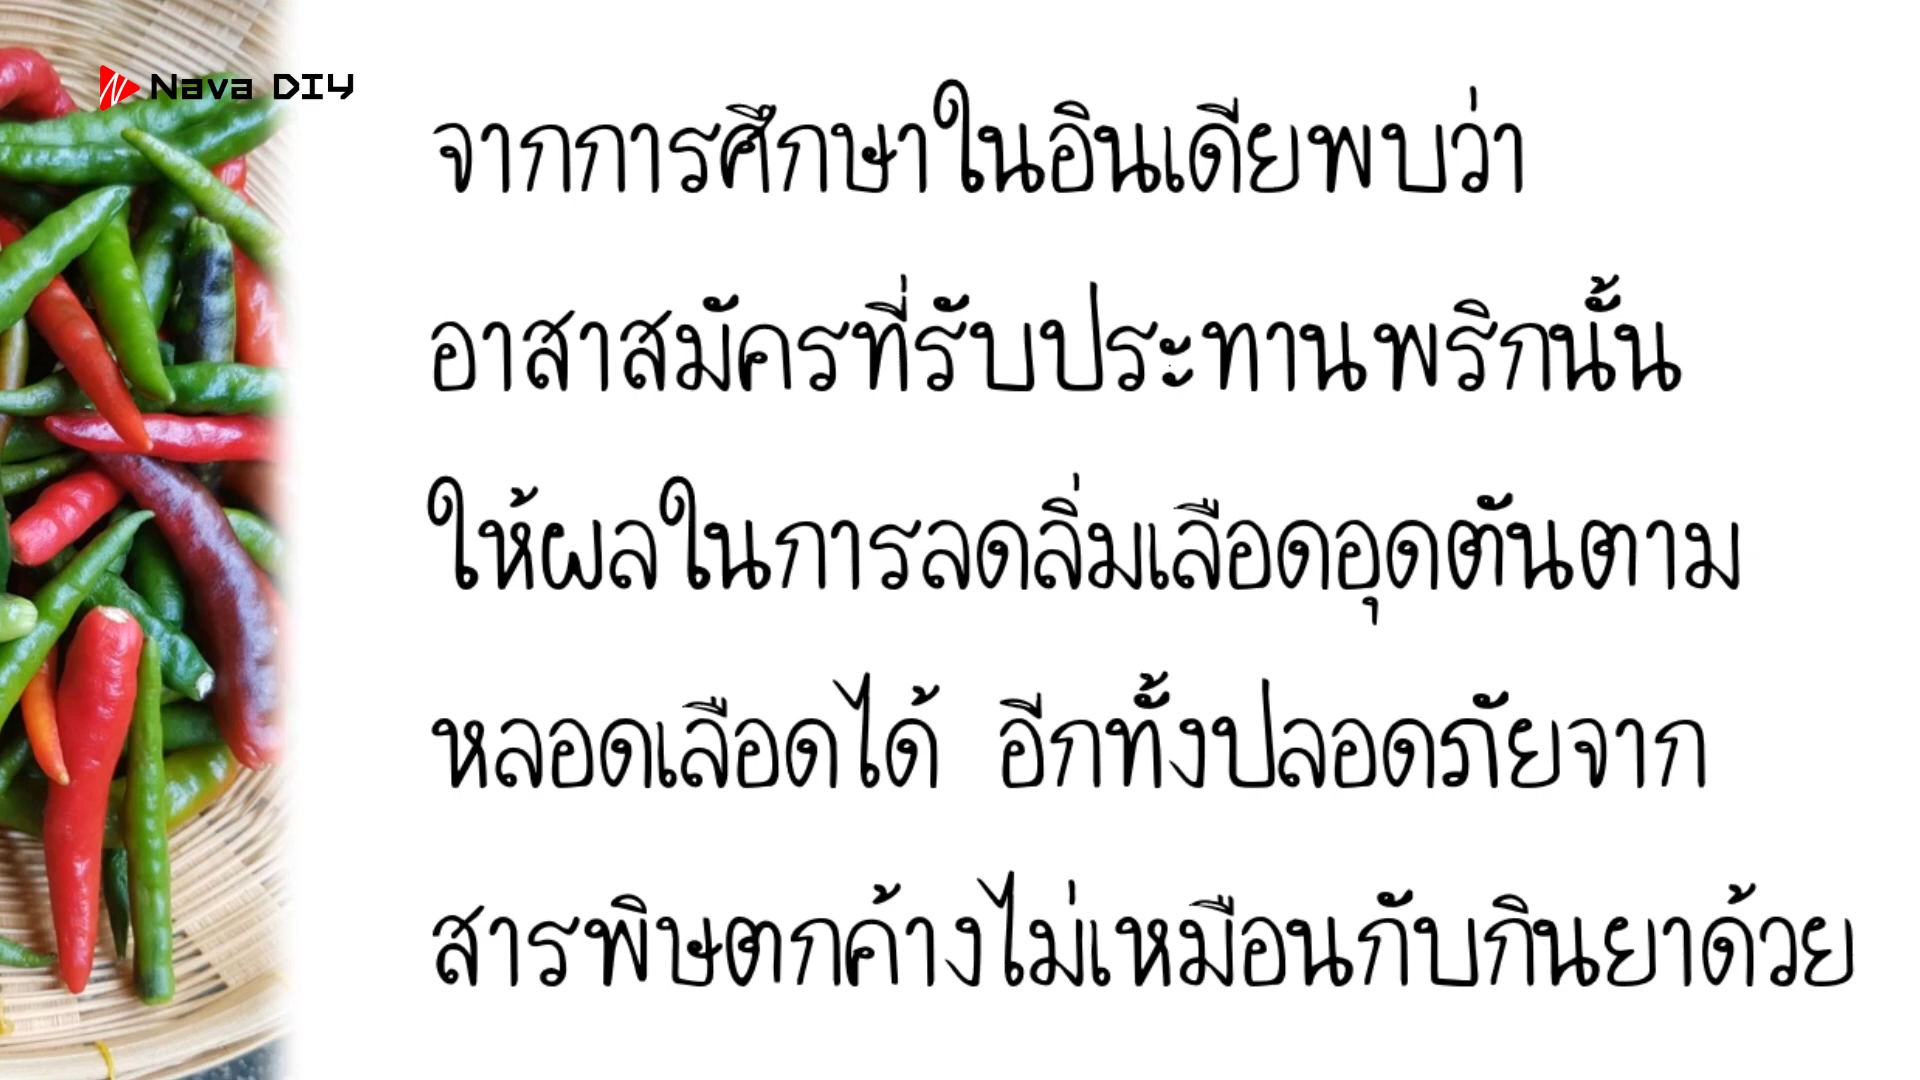 Nava DIY
จากการศึกษาในอินเดียพบว่า
อาสาสมัครที่รับประทานพริกนั้น
ให้ผลในการลดลิ่มเลือดอุดตันตาม
หลอดเลือดได้ อีกทั้งปลอดภัยจาก
สารพิษตกค้างไม่เหมือนกับกินยาด้วย